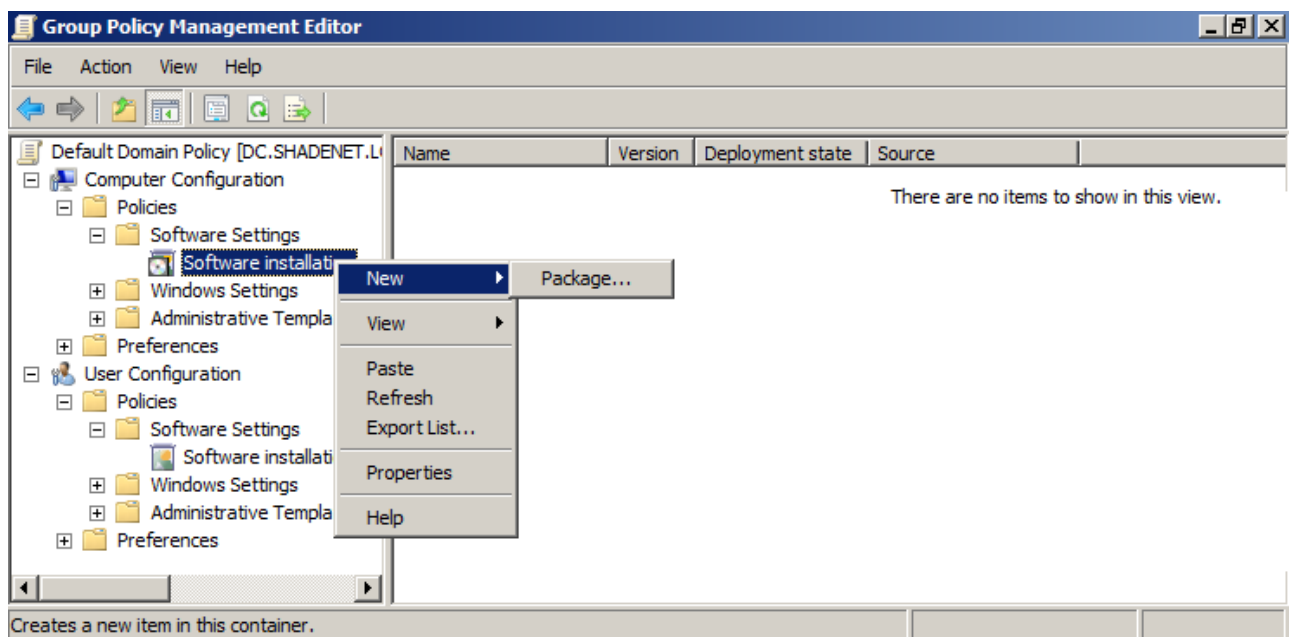 Group Policy Management Editor
File Action View Help
Default Domain Policy [DC.SHADENET.L
Name Version Deployment state Source
Computer Configuration
There are no items to show in this view.
Policies
Software Settings
Software installati
New Package...
Windows Settings
Administrative Templa
View
Preferences
Paste
User Configuration
Refresh
Policies
Export List...
Software Settings
Software installati
Properties
Windows Settings
Administrative Templa
Help
Preferences
Creates a new item in this container.